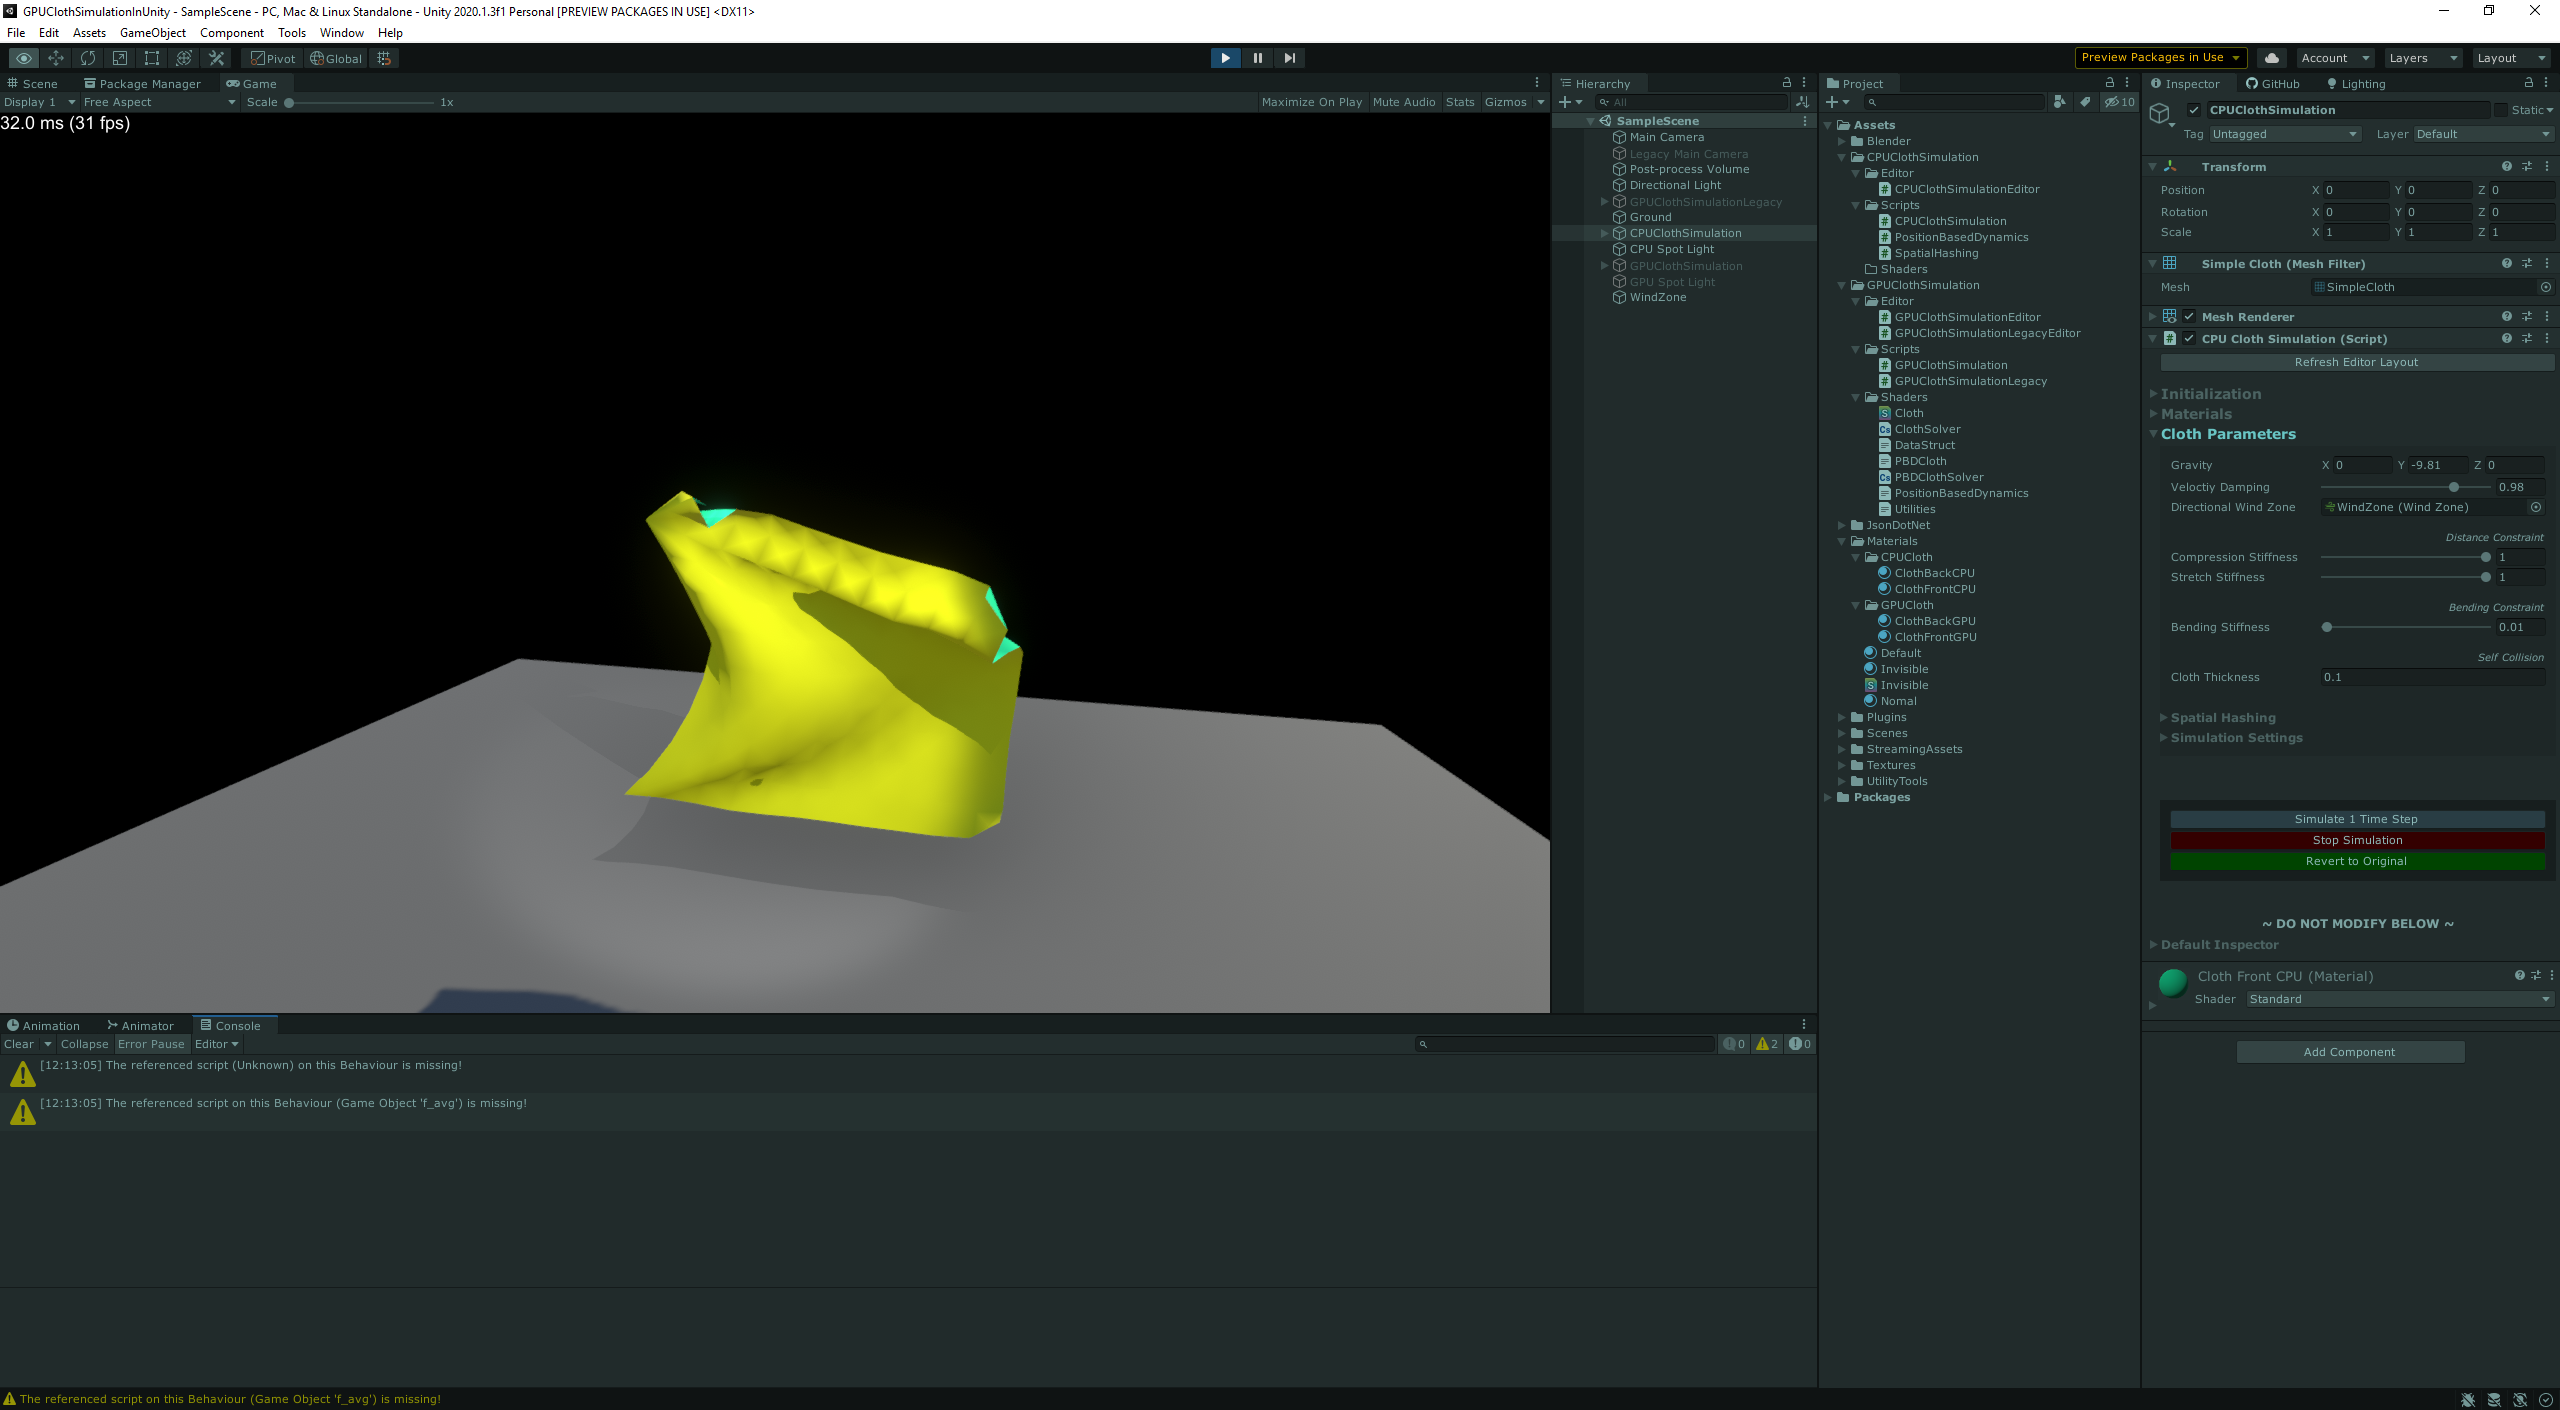 GPUClothSimulationInUnity - SampleScene - PC, Mac & Linux Standalone - Unity 2020.1.3f1 Personal [PREVIEW PACKAGES IN USE] <DX11>
File Edit Assets GameObject Component Tools Window Help
Pivot Global
Preview Packages in Use Account Layers Layout
Scene Package Manager Game
Display 1 Free Aspect Scale 1x Maximize On Play Mute Audio Stats Gizmos
32.0 ms (31 fps)
Hierarchy
All
SampleScene
Main Camera
Legacy Main Camera
Post-process Volume
Directional Light
GPUClothSimulationLegacy
Ground
CPUClothSimulation
CPU Spot Light
GPUClothSimulation
GPU Spot Light
WindZone
Project
10
Assets
Blender
CPUClothSimulation
Editor
CPUClothSimulationEditor
Scripts
CPUClothSimulation
PositionBasedDynamics
SpatialHashing
Shaders
GPUClothSimulation
Editor
GPUClothSimulationEditor
GPUClothSimulationLegacyEditor
Scripts
GPUClothSimulation
GPUClothSimulationLegacy
Shaders
Cloth
ClothSolver
DataStruct
PBDCloth
PBDClothSolver
PositionBasedDynamics
Utilities
JsonDotNet
Materials
CPUCloth
ClothBackCPU
ClothFrontCPU
GPUCloth
ClothBackGPU
ClothFrontGPU
Default
Invisible
Invisible
Nomal
Plugins
Scenes
StreamingAssets
Textures
UtilityTools
Packages
Inspector GitHub Lighting
CPUClothSimulation Static
Tag Untagged Layer Default
Transform
Position X 0 Y 0 Z 0
Rotation X 0 Y 0 Z 0
Scale X 1 Y 1 Z 1
Simple Cloth (Mesh Filter)
Mesh SimpleCloth
Mesh Renderer
CPU Cloth Simulation (Script)
Refresh Editor Layout
Initialization
Materials
Cloth Parameters
Gravity X 0 Y -9.81 Z 0
Veloctiy Damping 0.98
Directional Wind Zone WindZone (Wind Zone)
Distance Constraint
Compression Stiffness 1
Stretch Stiffness 1
Bending Constraint
Bending Stiffness 0.01
Self Collision
Cloth Thickness 0.1
Spatial Hashing
Simulation Settings
Simulate 1 Time Step
Stop Simulation
Revert to Original
~ DO NOT MODIFY BELOW ~
Default Inspector
Cloth Front CPU (Material)
Shader Standard
Add Component
Animation Animator Console
Clear Collapse Error Pause Editor 0 2 0
[12:13:05] The referenced script (Unknown) on this Behaviour is missing!
[12:13:05] The referenced script on this Behaviour (Game Object 'f_avg') is missing!
The referenced script on this Behaviour (Game Object 'f_avg') is missing!